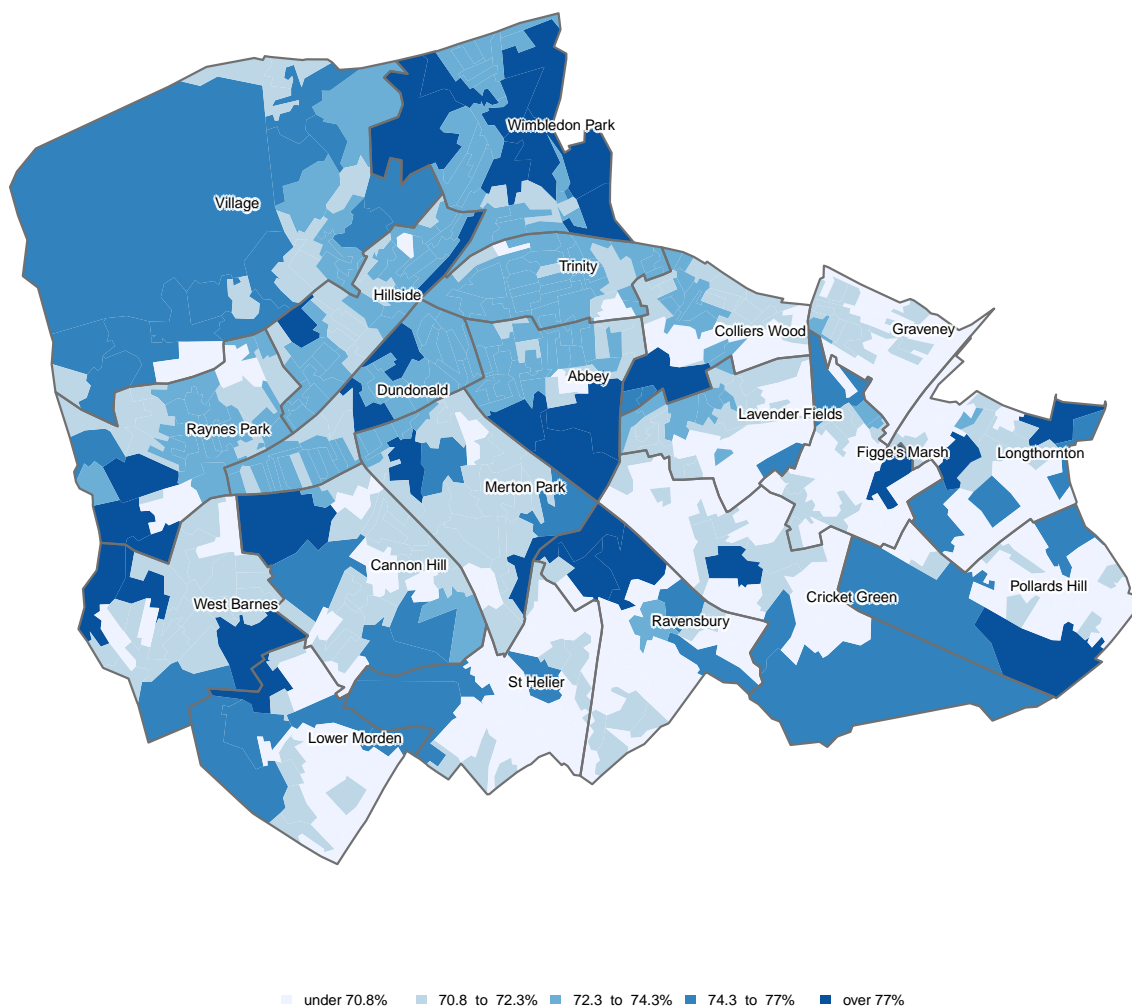 Wimbledon Park
Village
Trinity
Hillside
Colliers Wood
Graveney
Abbey
Dundonald
Lavender Fields
Raynes Park
Figge's Marsh
Longthornton
Merton Park
Cannon Hill
Pollards Hill
West Barnes
Cricket Green
Ravensbury
St Helier
Lower Morden
under 70.8% 70.8 to 72.3% 72.3 to 74.3% 74.3 to 77% over 77%